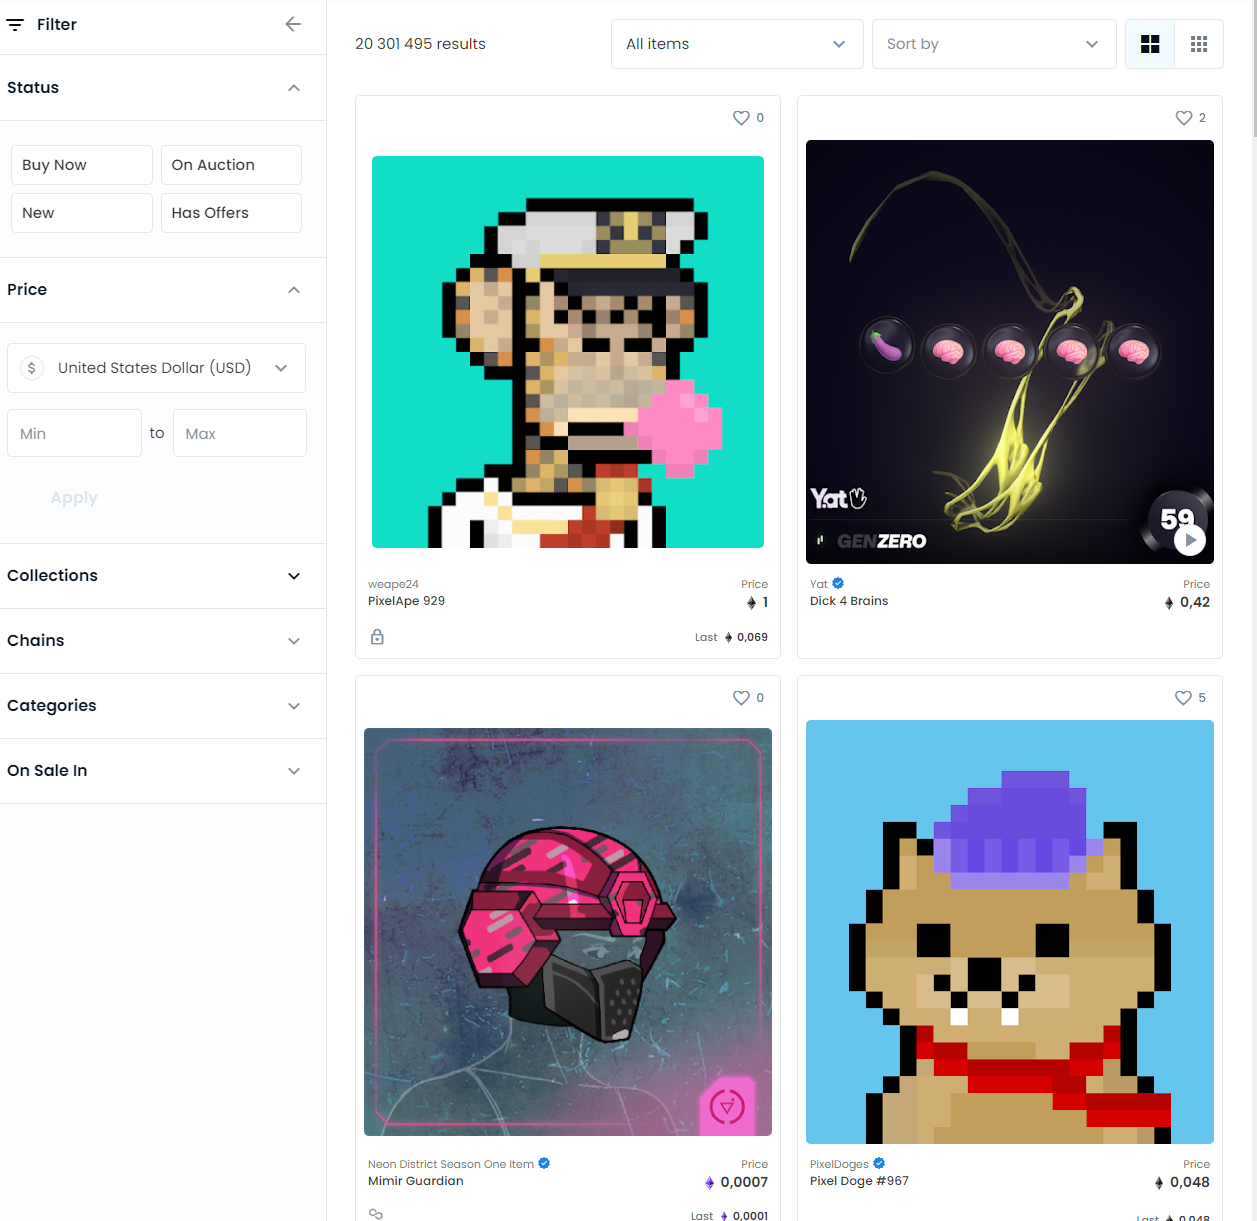 Filter
Status
Buy Now
On Auction
New
Has Offers
Price
$ United States Dollar (USD)
Min to Max
Apply
Collections
Chains
Categories
On Sale In
20 301 495 results
All items
Sort by
0
weape24
Price
PixelApe 929
1
Last 0,069
2
Yat
GENZERO
59
Yat
Price
Dick 4 Brains
0,42
0
Neon District Season One Item
Price
Mimir Guardian
0,0007
Last 0,0001
5
PixelDoges
Price
Pixel Doge #967
0,048
Last 0,048